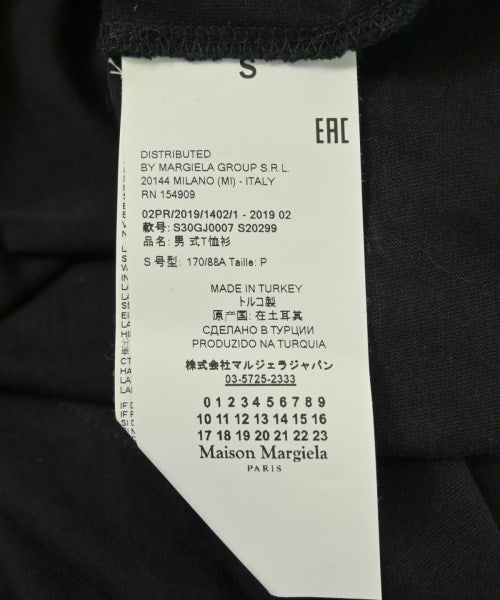 S
EAC
DISTRIBUTED
BY MARGIELA GROUP S.R.L.
20144 MILANO (MI) - ITALY
RN 154909
02PR/2019/1402/1 - 2019 02
款号: S30GJ0007 S20299
品名: 男 式T恤衫
S 号型: 170/88A Taille: P
MADE IN TURKEY
トルコ製
原产国: 在土耳其
СДЕЛАНО В ТУРЦИИ
PRODUZIDO NA TURQUIA
株式会社マルジェラジャパン
03-5725-2333
0 1 2 3 4 5 6 7 8 9
10 11 12 13 14 15 16
17 18 19 20 21 22 23
Maison Margiela
PARIS